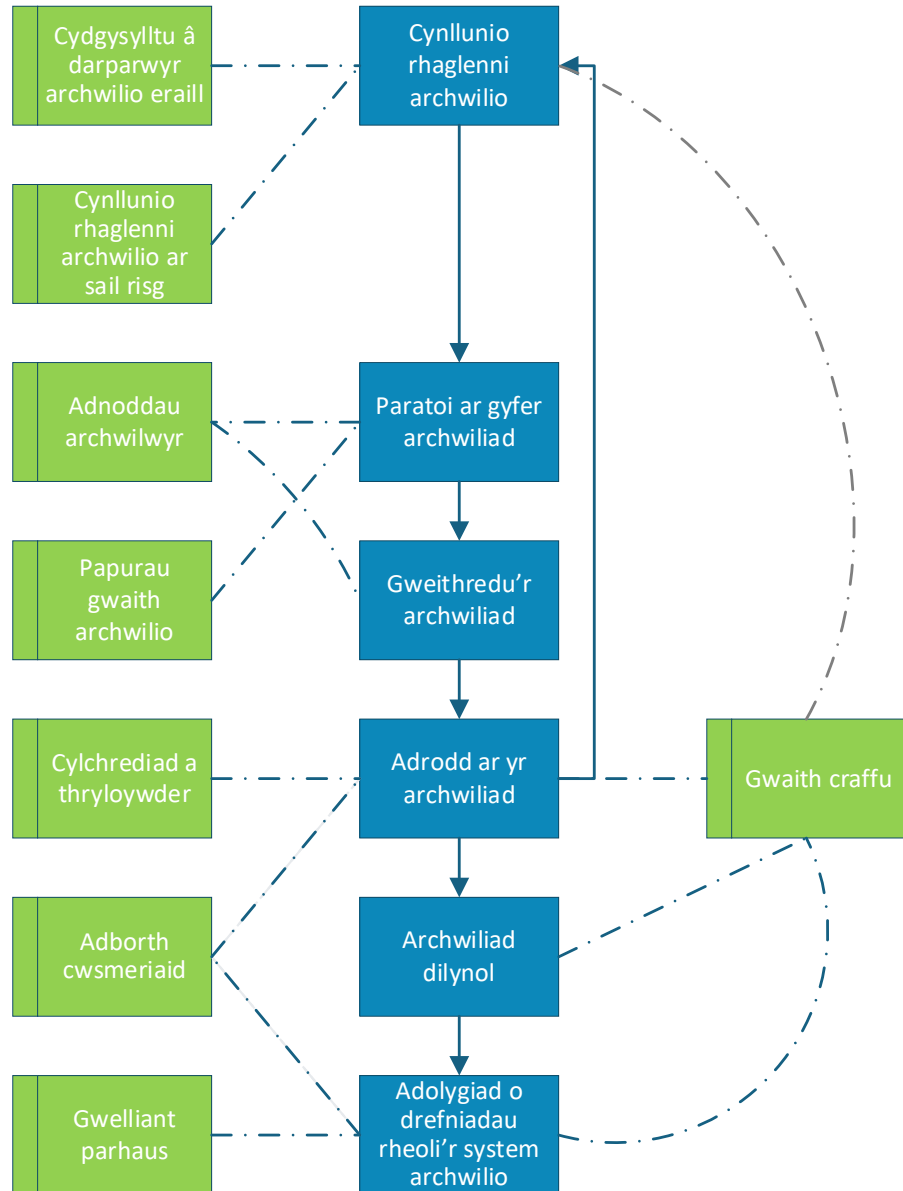 Cydgysylltu â
darparwyr
archwilio eraill
Cynllunio
rhaglenni
archwilio
Cynllunio
rhaglenni
archwilio ar
sail risg
Adnoddau
archwilwyr
Paratoi ar gyfer
archwiliad
Papurau
gwaith
archwilio
Gweithredu’r
archwiliad
Cylchrediad a
thryloywder
Adrodd ar yr
archwiliad
Gwaith craffu
Adborth
cwsmeriaid
Archwiliad
dilynol
Gwelliant
parhaus
Adolygiad o
drefniadau
rheoli’r system
archwilio